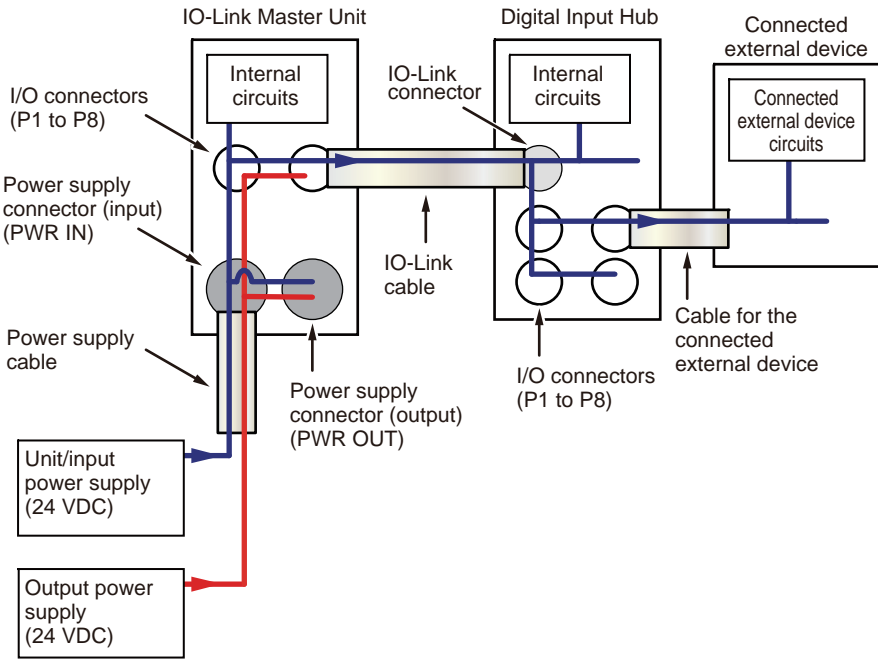 IO-Link Master Unit
Digital Input Hub
Connected
external device
Internal
circuits
IO-Link
connector
Internal
circuits
Connected
external device
circuits
I/O connectors
(P1 to P8)
Power supply
connector (input)
(PWR IN)
IO-Link
cable
Power supply
cable
Power supply
connector (output)
(PWR OUT)
I/O connectors
(P1 to P8)
Cable for the
connected
external device
Unit/input
power supply
(24 VDC)
Output power
supply
(24 VDC)